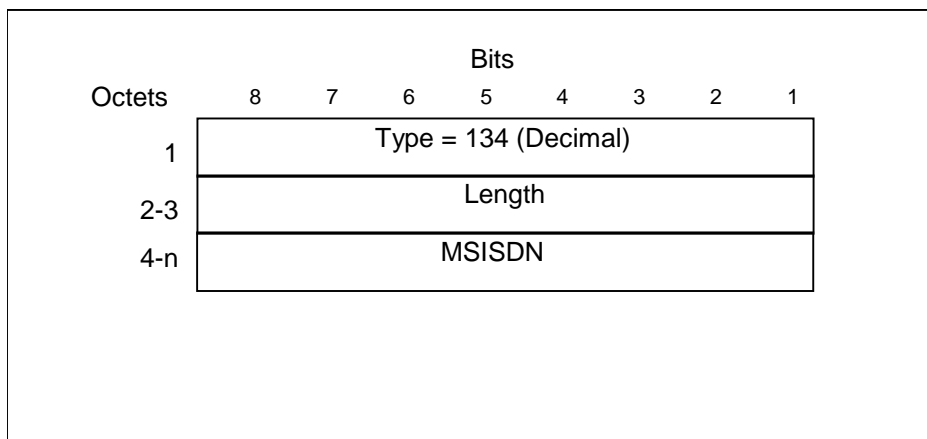 Bits
Octets 8 7 6 5 4 3 2 1
1 Type = 134 (Decimal)
2-3 Length
4-n MSISDN